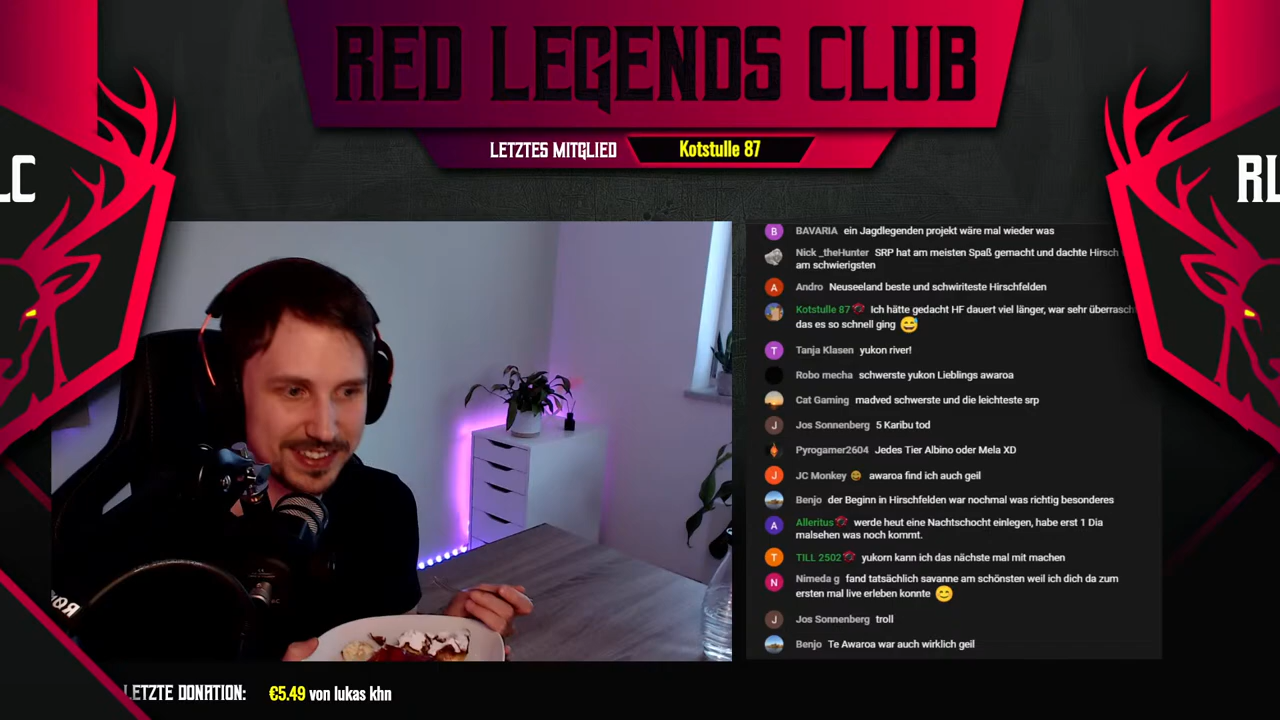 RED LEGENDS CLUB
LETZTES MITGLIED Kotstulle 87
LC
RL
B BAVARIA ein Jagdlegenden projekt wäre mal wieder was
Nick _theHunter SRP hat am meisten Spaß gemacht und dachte Hirsch
am schwierigsten
A Andro Neuseeland beste und schwiriteste Hirschfelden
Kotstulle 87 Ich hätte gedacht HF dauert viel länger, war sehr überrasch
das es so schnell ging 😅
T Tanja Klasen yukon river!
Robo mecha schwerste yukon Lieblings awaroa
Cat Gaming madved schwerste und die leichteste srp
J Jos Sonnenberg 5 Karibu tod
Pyrogamer2604 Jedes Tier Albino oder Mela XD
J JC Monkey 😂 awaroa find ich auch geil
Benjo der Beginn in Hirschfelden war nochmal was richtig besonderes
A Alleritus werde heut eine Nachtschocht einlegen, habe erst 1 Dia
malsehen was noch kommt.
T TILL 2502 yukorn kann ich das nächste mal mit machen
N Nimeda g fand tatsächlich savanne am schönsten weil ich dich da zum
ersten mal live erleben konnte 😊
J Jos Sonnenberg troll
Benjo Te Awaroa war auch wirklich geil
LETZTE DONATION: €5.49 von lukas khn